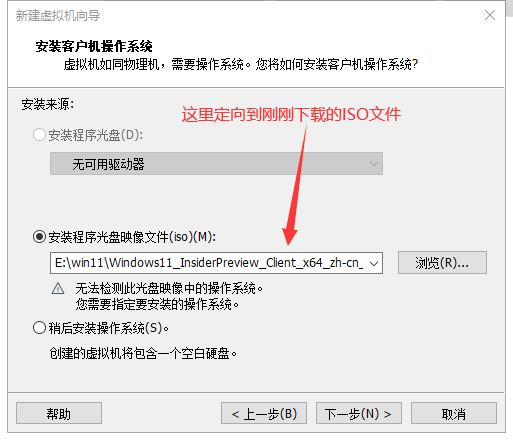 新建虚拟机向导
安装客户机操作系统
虚拟机如同物理机，需要操作系统。您将如何安装客户机操作系统?
安装来源:
这里定向到刚刚下载的ISO文件
安装程序光盘(D):
无可用驱动器
安装程序光盘映像文件(iso)(M):
E:\win11\Windows11_InsiderPreview_Client_x64_zh-cn_
浏览(R)...
无法检测此光盘映像中的操作系统。
您需要指定要安装的操作系统。
稍后安装操作系统(S)。
创建的虚拟机将包含一个空白硬盘。
帮助
< 上一步(B)
下一步(N) >
取消